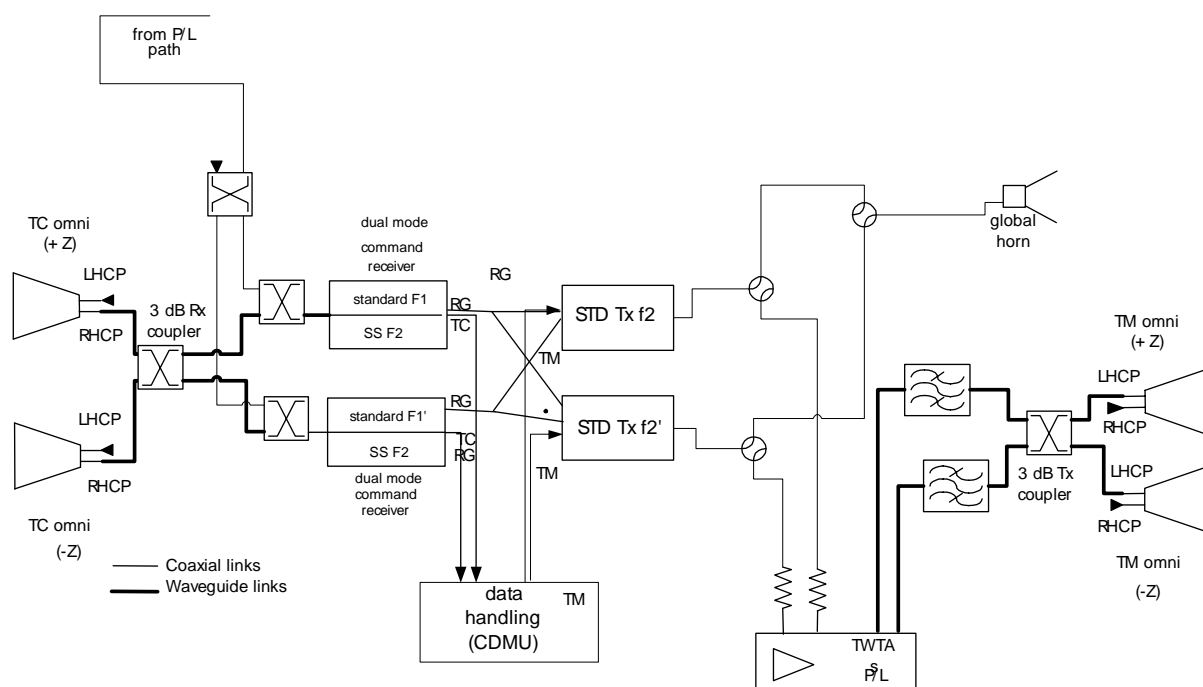 from P/L
path
TC omni
(+ Z)
LHCP
RHCP
3 dB Rx
coupler
LHCP
RHCP
TC omni
(-Z)
dual mode
command
receiver
standard F1
SS F2
RG
TC
RG
TM
RG
standard F1'
SS F2
TC
RG
TM
dual mode
command
receiver
STD Tx f2
STD Tx f2'
global
horn
TM omni
(+ Z)
LHCP
RHCP
LHCP
3 dB Tx
coupler
RHCP
TM omni
(-Z)
Coaxial links
Waveguide links
data
handling
(CDMU)
TM
TWTA
s
P/L